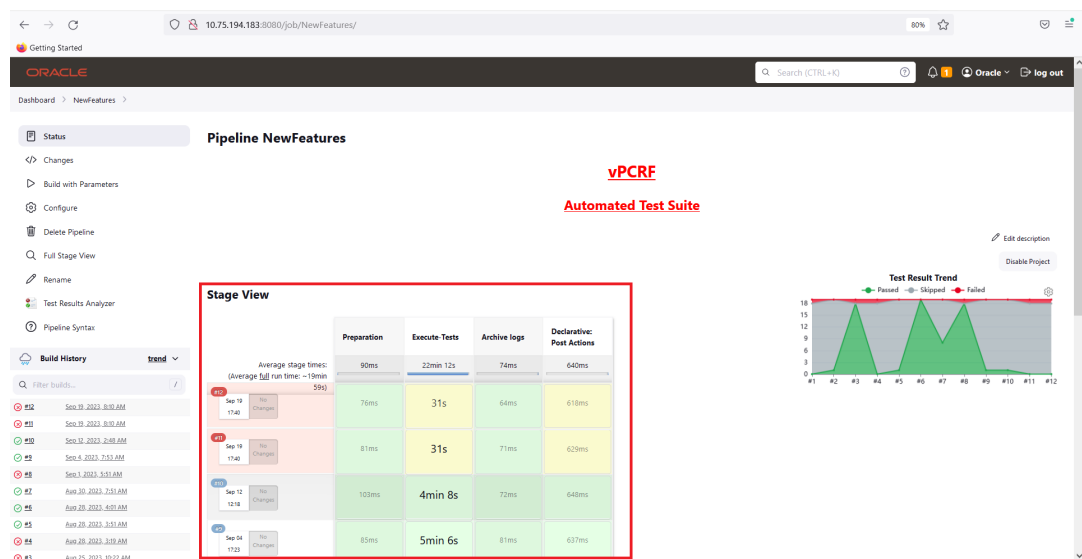 10.75.194.183:8080/job/NewFeatures/
80%
Getting Started
ORACLE
Search (CTRL+K)
1
Oracle
log out
Dashboard > NewFeatures >
Status
Changes
Build with Parameters
Configure
Delete Pipeline
Full Stage View
Rename
Test Results Analyzer
Pipeline Syntax
Build History
trend
Filter builds...
/
#12 Sep 19, 2023, 8:10 AM
#11 Sep 19, 2023, 8:10 AM
#10 Sep 12, 2023, 2:48 AM
#9 Sep 4, 2023, 7:53 AM
#8 Sep 1, 2023, 5:51 AM
#7 Aug 30, 2023, 7:51 AM
#6 Aug 28, 2023, 4:01 AM
#5 Aug 28, 2023, 3:51 AM
#4 Aug 28, 2023, 3:19 AM
#3 Aug 25, 2023, 10:22 AM
Pipeline NewFeatures
vPCRF
Automated Test Suite
Edit description
Disable Project
Stage View
Preparation
Execute-Tests
Archive logs
Declarative:
Post Actions
Average stage times:
(Average full run time: ~19min
59s)
90ms
22min 12s
74ms
640ms
#12
Sep 19
17:40
No
Changes
76ms
31s
64ms
618ms
#11
Sep 19
17:40
No
Changes
81ms
31s
71ms
629ms
#10
Sep 12
12:18
No
Changes
103ms
4min 8s
72ms
648ms
#9
Sep 04
17:23
No
Changes
85ms
5min 6s
81ms
637ms
Test Result Trend
Passed Skipped Failed
18
15
12
9
6
3
0
#1 #2 #3 #4 #5 #6 #7 #8 #9 #10 #11 #12